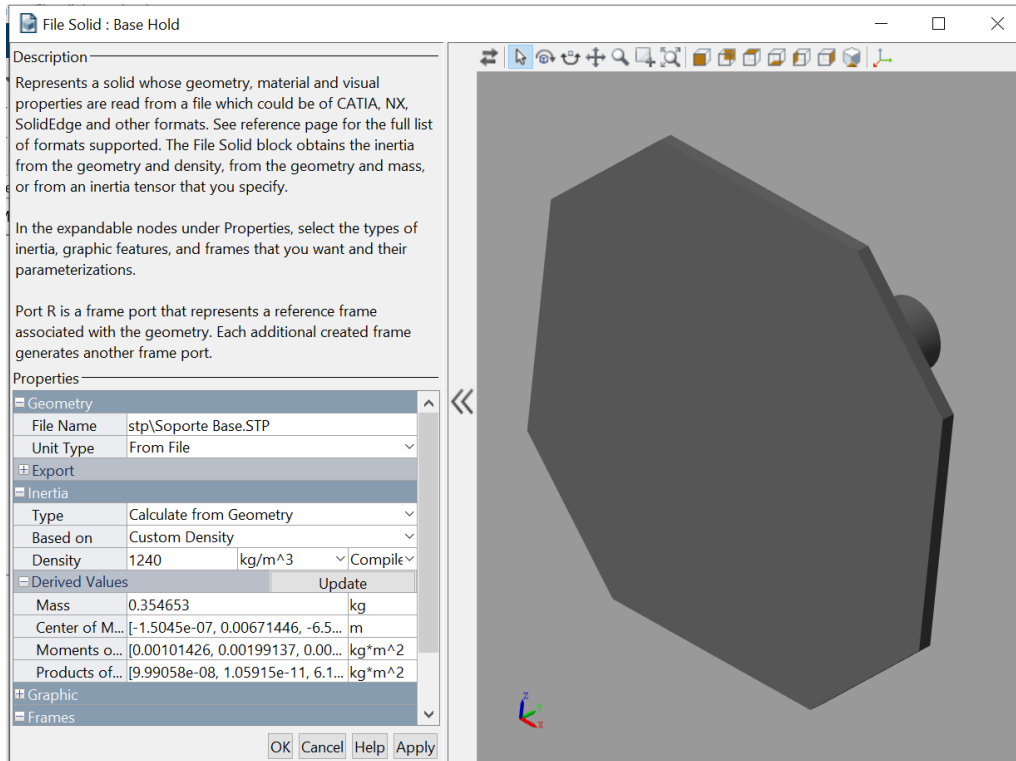 File Solid : Base Hold
Description
Represents a solid whose geometry, material and visual
properties are read from a file which could be of CATIA, NX,
SolidEdge and other formats. See reference page for the full list
of formats supported. The File Solid block obtains the inertia
from the geometry and density, from the geometry and mass,
or from an inertia tensor that you specify.
In the expandable nodes under Properties, select the types of
inertia, graphic features, and frames that you want and their
parameterizations.
Port R is a frame port that represents a reference frame
associated with the geometry. Each additional created frame
generates another frame port.
Properties
Geometry
File Name stp\Soporte Base.STP
Unit Type From File
Export
Inertia
Type Calculate from Geometry
Based on Custom Density
Density 1240 kg/m^3 Compile
Derived Values Update
Mass 0.354653 kg
Center of M... [-1.5045e-07, 0.00671446, -6.5... m
Moments o... [0.00101426, 0.00199137, 0.00... kg*m^2
Products of... [9.99058e-08, 1.05915e-11, 6.1... kg*m^2
Graphic
Frames
OK Cancel Help Apply
z
y
x